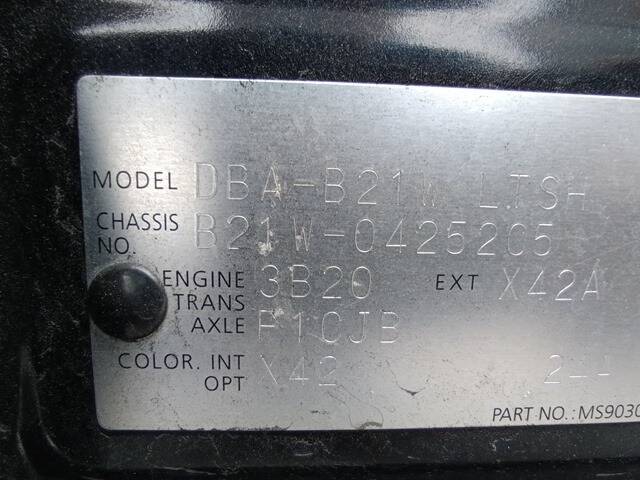 MODEL DBA-B21W LTSH
CHASSIS NO. B21W-0425205
ENGINE 3B20 EXT X42A
TRANS AXLE F1CJB
COLOR. INT X42
OPT
PART NO.: MS9030